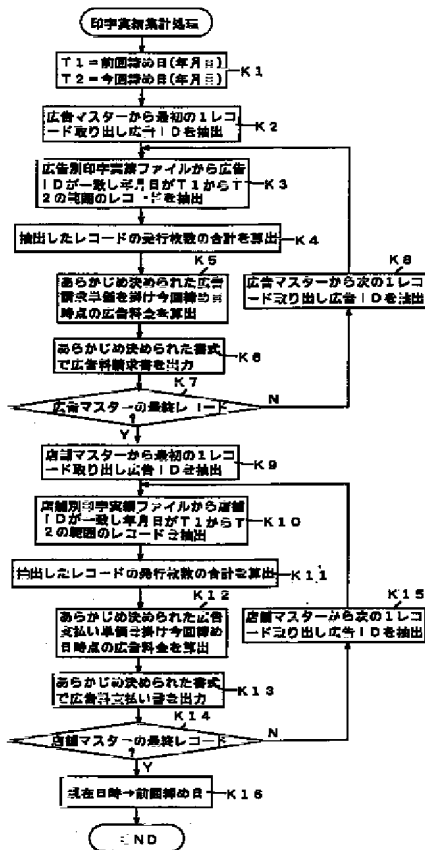 印字実績集計処理
T1=前回締め日(年月日)
T2=今回締め日(年月日)
K1
広告マスターから最初の1レコ
ード取り出し広告IDを抽出
K2
広告別印字実績ファイルから広告
IDが一致し年月日がT1からT
2の範囲のレコードを抽出
K3
抽出したレコードの発行枚数の合計を算出
K4
K5
あらかじめ決められた広告
請求単価を掛け今回締め日
時点の広告料金を算出
K8
広告マスターから次の1レコ
ード取り出し広告IDを抽出
あらかじめ決められた書式
で広告料請求書を出力
K6
K7
広告マスターの最終レコード
?
N
Y
店舗マスターから最初の1レコ
ード取り出し広告IDを抽出
K9
店舗別印字実績ファイルから店舗
IDが一致し年月日がT1からT
2の範囲のレコードを抽出
K10
抽出したレコードの発行枚数の合計を算出
K11
K12
あらかじめ決められた広告
支払い単価を掛け今回締め
日時点の広告料金を算出
K15
店舗マスターから次の1レコ
ード取り出し広告IDを抽出
あらかじめ決められた書式
で広告料支払い書を出力
K13
K14
店舗マスターの最終レコード
?
N
Y
現在日時→前回締め日
K16
END